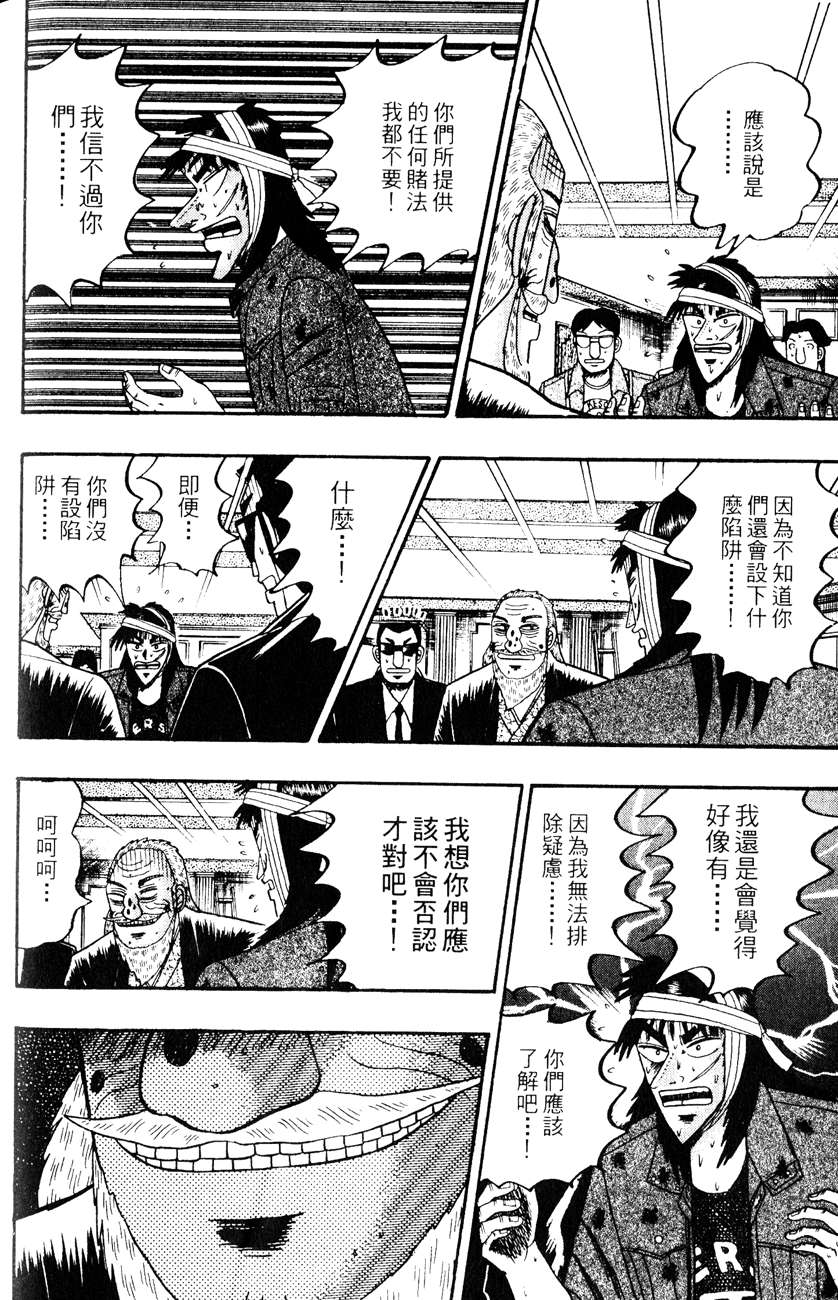 應該說是
……
你們所提供
的任何賭法
我都不要！
我信不過你
們……！
因為不知道你
們還會設下什
麼陷阱……！
什麼…！
即便…
你們沒
有設陷
阱……
我還是會覺得
好像有…！
因為我無法排
除疑慮……！
你們應該
了解吧…！
我想你們應
該不會否認
才對吧…！
呵呵呵…